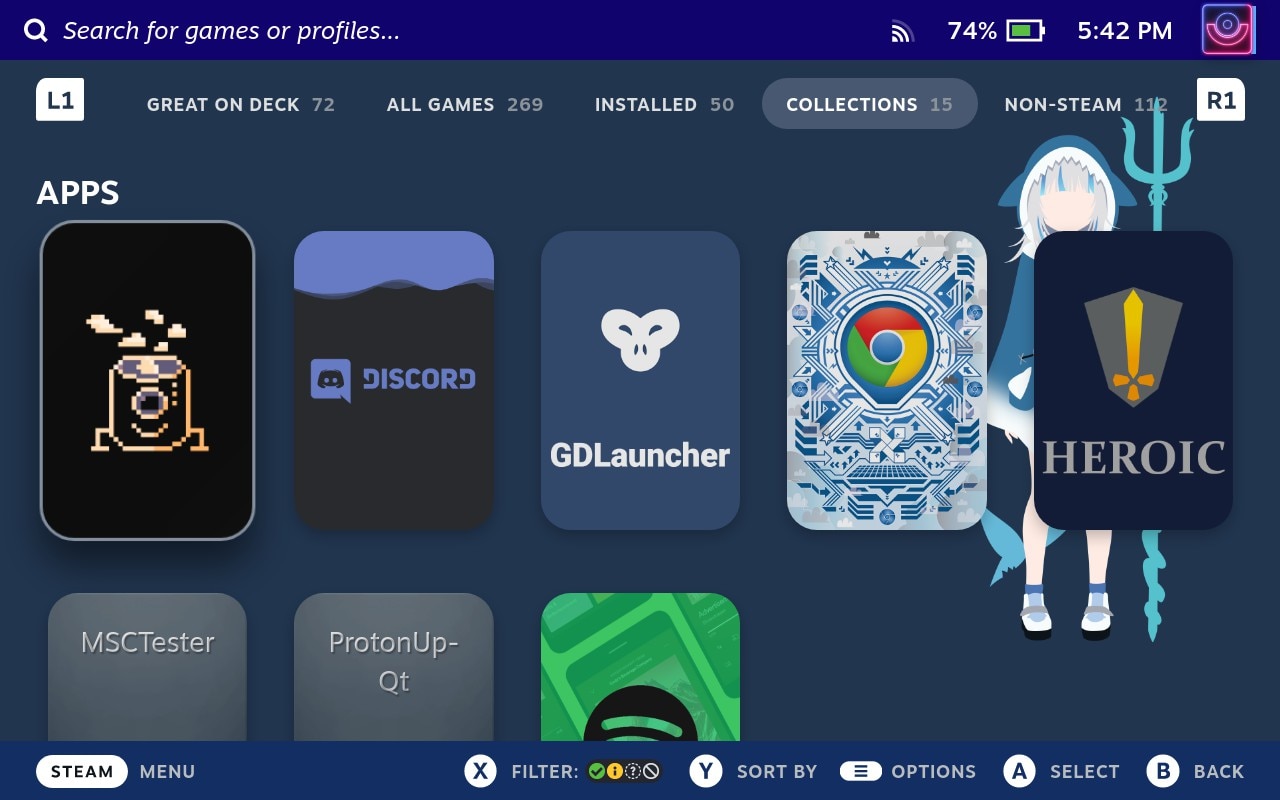 Search for games or profiles...
74%
5:42 PM
L1
GREAT ON DECK 72
ALL GAMES 269
INSTALLED 50
COLLECTIONS 15
NON-STEAM 112
R1
APPS
DISCORD
GDLauncher
HEROIC
MSCTester
ProtonUp-
Qt
STEAM MENU
X FILTER:
Y SORT BY
OPTIONS
A SELECT
B BACK